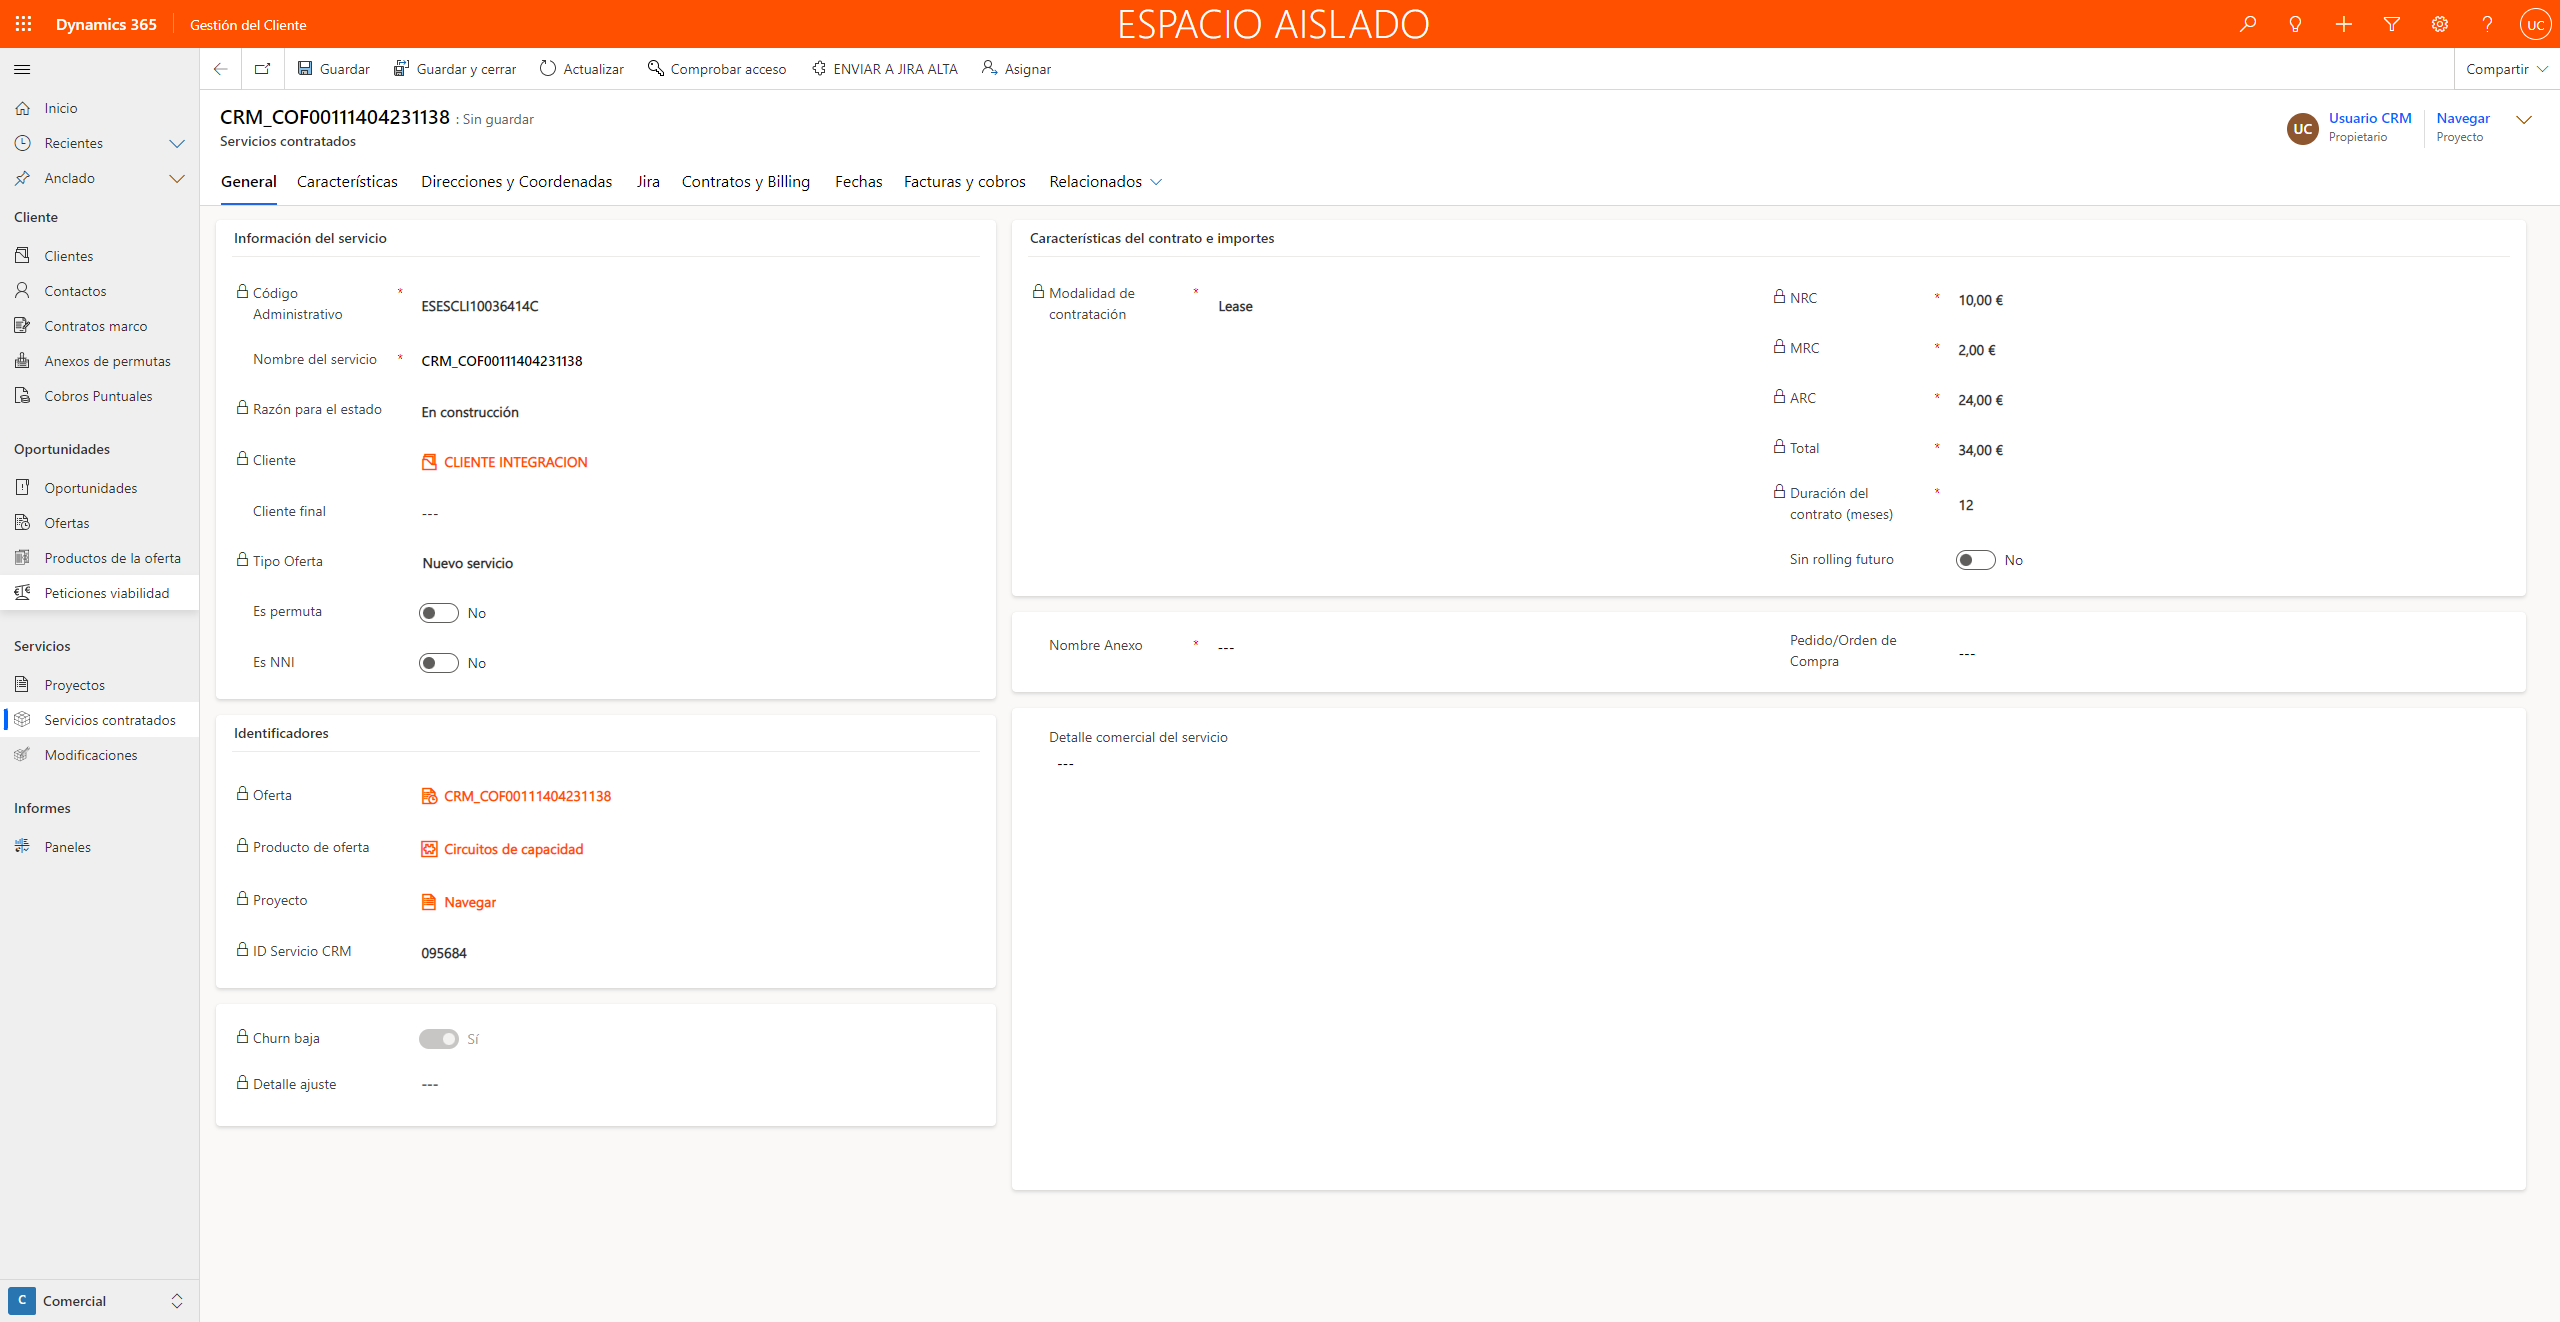 Dynamics 365
Gestión del Cliente
ESPACIO AISLADO
UC
Guardar
Guardar y cerrar
Actualizar
Comprobar acceso
ENVIAR A JIRA ALTA
Asignar
Compartir
Inicio
Recientes
Anclado
Cliente
Clientes
Contactos
Contratos marco
Anexos de permutas
Cobros Puntuales
Oportunidades
Oportunidades
Ofertas
Productos de la oferta
Peticiones viabilidad
Servicios
Proyectos
Servicios contratados
Modificaciones
Informes
Paneles
C Comercial
CRM_COF00111404231138 : Sin guardar
Servicios contratados
UC
Usuario CRM
Propietario
Navegar
Proyecto
General
Características
Direcciones y Coordenadas
Jira
Contratos y Billing
Fechas
Facturas y cobros
Relacionados
Información del servicio
Código
Administrativo
*
ESESCLI10036414C
Nombre del servicio * CRM_COF00111404231138
Razón para el estado En construcción
Cliente CLIENTE INTEGRACION
Cliente final ---
Tipo Oferta Nuevo servicio
Es permuta No
Es NNI No
Identificadores
Oferta CRM_COF00111404231138
Producto de oferta Circuitos de capacidad
Proyecto Navegar
ID Servicio CRM 095684
Churn baja Sí
Detalle ajuste ---
Características del contrato e importes
Modalidad de
contratación
*
Lease
NRC * 10,00 €
MRC * 2,00 €
ARC * 24,00 €
Total * 34,00 €
Duración del
contrato (meses)
*
12
Sin rolling futuro No
Nombre Anexo * ---
Pedido/Orden de
Compra
---
Detalle comercial del servicio
---